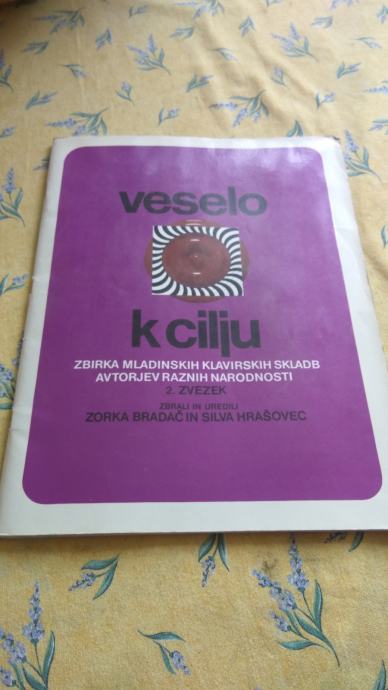 veselo
k cilju
ZBIRKA MLADINSKIH KLAVIRSKIH SKLADB
AVTORJEV RAZNIH NARODNOSTI
2. ZVEZEK
ZBRALI IN UREDILI
ZORKA BRADAČ IN SILVA HRAŠOVEC